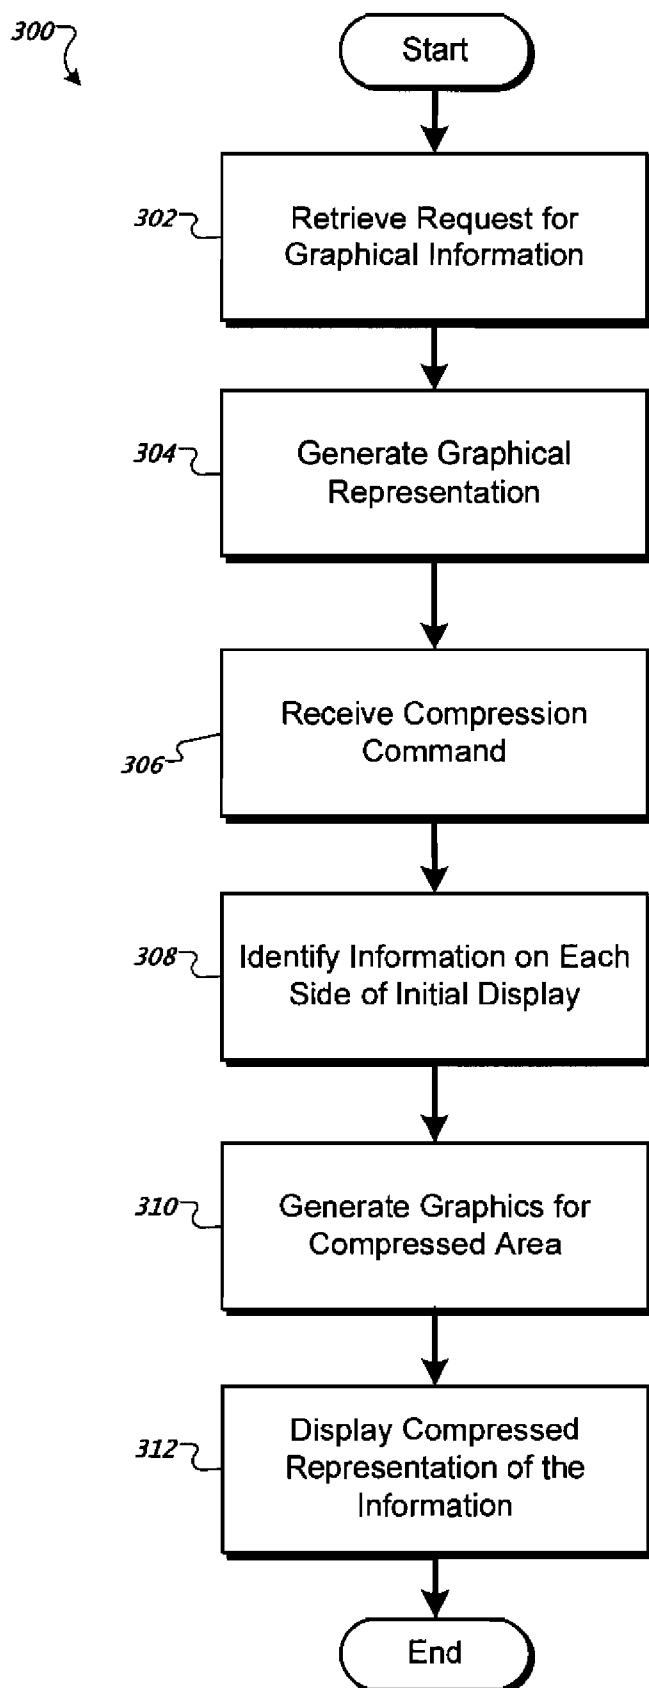 300
Start
302
Retrieve Request for
Graphical Information
304
Generate Graphical
Representation
306
Receive Compression
Command
308
Identify Information on Each
Side of Initial Display
310
Generate Graphics for
Compressed Area
312
Display Compressed
Representation of the
Information
End